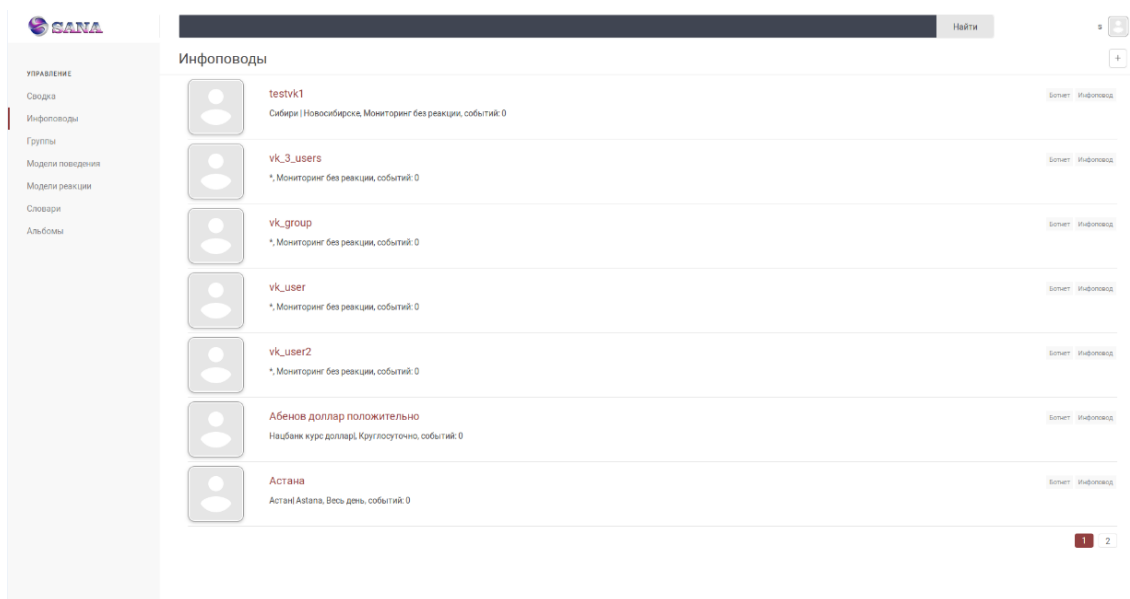 SANA
Найти
s
Инфоповоды
+
УПРАВЛЕНИЕ
Сводка
Инфоповоды
Группы
Модели поведения
Модели реакции
Словари
Альбомы
testvk1
Сибири | Новосибирске, Мониторинг без реакции, событий: 0
Ботнет Инфоповод
vk_3_users
*, Мониторинг без реакции, событий: 0
Ботнет Инфоповод
vk_group
*, Мониторинг без реакции, событий: 0
Ботнет Инфоповод
vk_user
*, Мониторинг без реакции, событий: 0
Ботнет Инфоповод
vk_user2
*, Мониторинг без реакции, событий: 0
Ботнет Инфоповод
Абенов доллар положительно
Нацбанк курс доллар|, Круглосуточно, событий: 0
Ботнет Инфоповод
Астана
Астан| Astana, Весь день, событий: 0
Ботнет Инфоповод
1 2